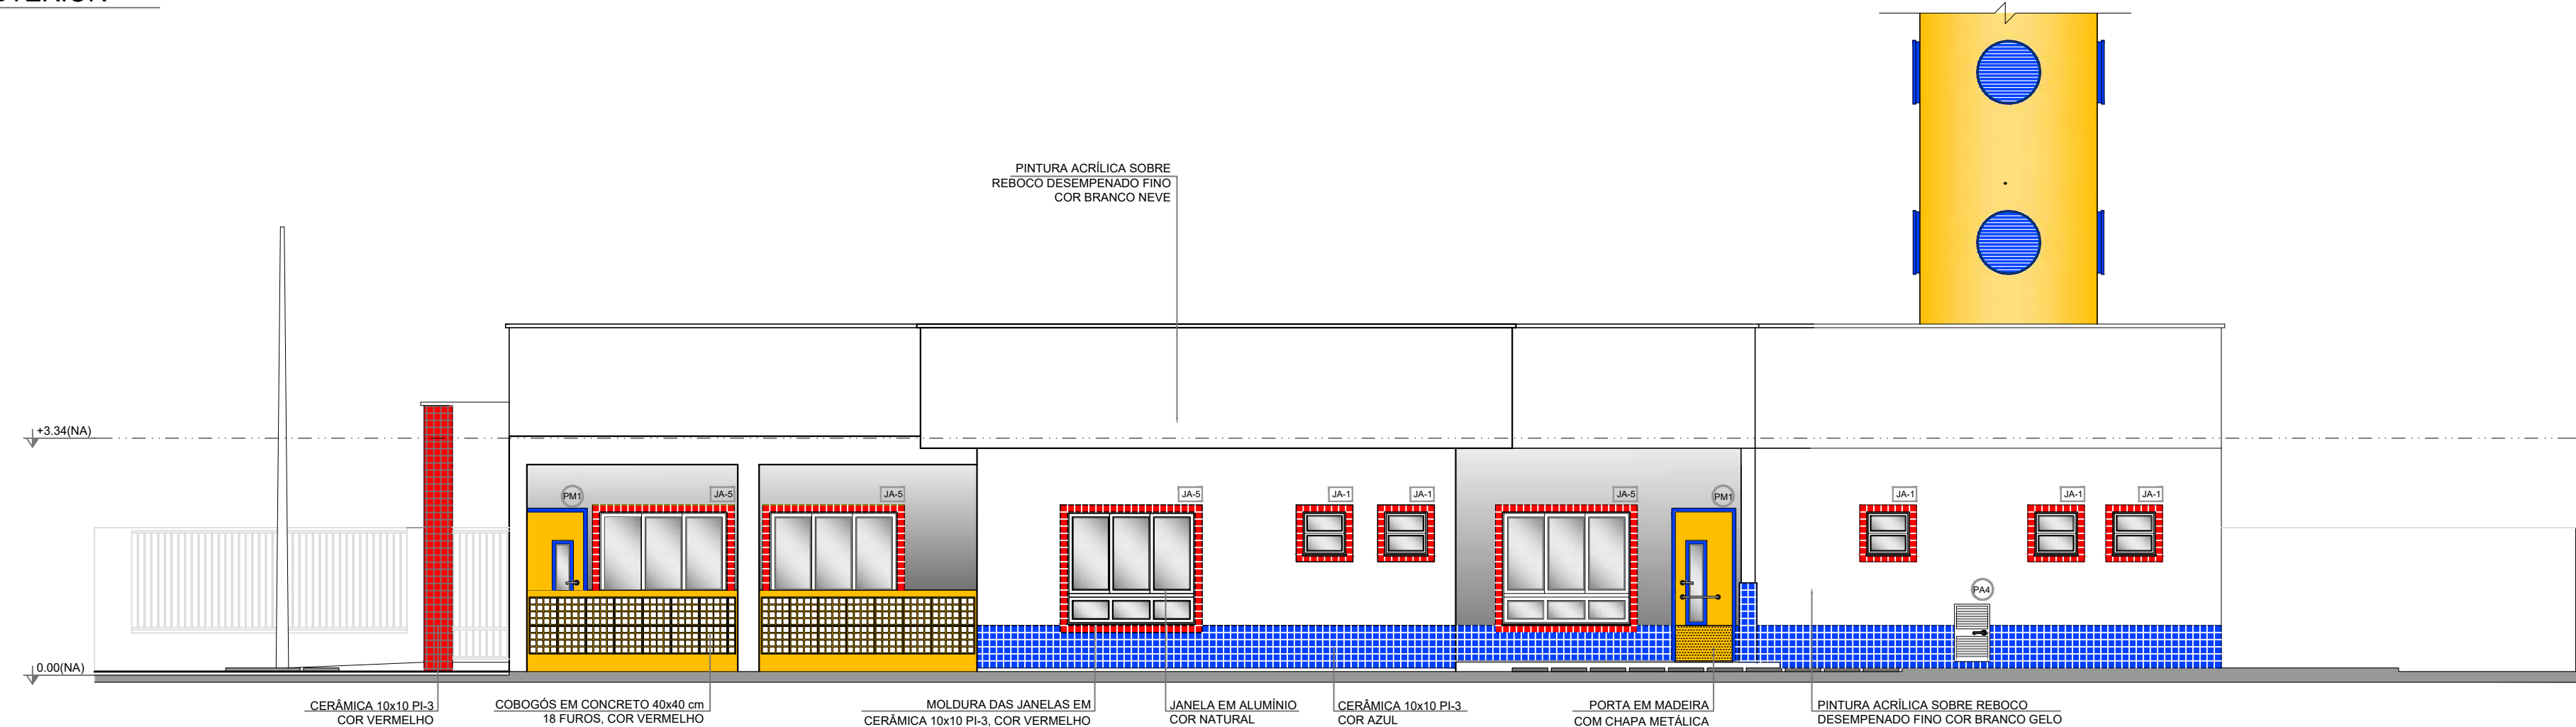 PINTURA ACRÍLICA SOBRE
REBOCO DESEMPENADO FINO
COR BRANCO NEVE
+3.34(NA)
PM1
JA-5
JA-5
JA-5
JA-1
JA-1
JA-5
PM1
JA-1
JA-1
JA-1
PA4
0.00(NA)
CERÂMICA 10x10 PI-3
COR VERMELHO
COBOGÓS EM CONCRETO 40x40 cm
18 FUROS, COR VERMELHO
MOLDURA DAS JANELAS EM
CERÂMICA 10x10 PI-3, COR VERMELHO
JANELA EM ALUMÍNIO
COR NATURAL
CERÂMICA 10x10 PI-3
COR AZUL
PORTA EM MADEIRA
COM CHAPA METÁLICA
PINTURA ACRÍLICA SOBRE REBOCO
DESEMPENADO FINO COR BRANCO GELO